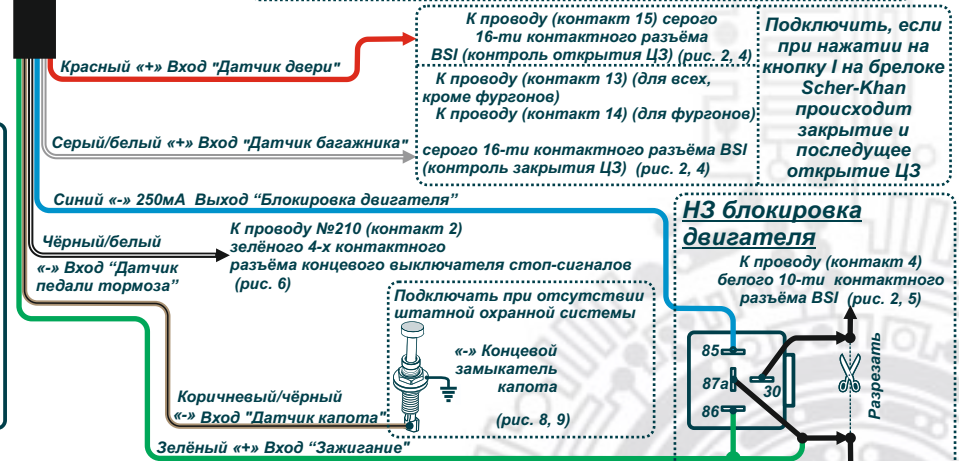 К проводу (контакт 15) серого
16-ти контактного разъёма
BSI (контроль открытия ЦЗ) (рис. 2, 4)
Красный «+» Вход "Датчик двери"
К проводу (контакт 13) (для всех,
кроме фургонов)
К проводу (контакт 14) (для фургонов)
серого 16-ти контактного разъёма BSI
(контроль закрытия ЦЗ) (рис. 2, 4)
Серый/белый «+» Вход "Датчик багажника"
Подключить, если
при нажатии на
кнопку I на брелоке
Scher-Khan
происходит
закрытие и
последущее
открытие ЦЗ
Синий «-» 250мА Выход “Блокировка двигателя”
Чёрный/белый
«-» Вход “Датчик
педали тормоза”
К проводу №210 (контакт 2)
зелёного 4-х контактного
разъёма концевого выключателя стоп-сигналов
(рис. 6)
Подключать при отсутствии
штатной охранной системы
«-» Концевой
замыкатель
капота
(рис. 8, 9)
Коричневый/чёрный
«-» Вход "Датчик капота"
Зелёный «+» Вход “Зажигание”
НЗ блокировка
двигателя
К проводу (контакт 4)
белого 10-ти контактного
разъёма BSI (рис. 2, 5)
85
87а
30
86
Разрезать